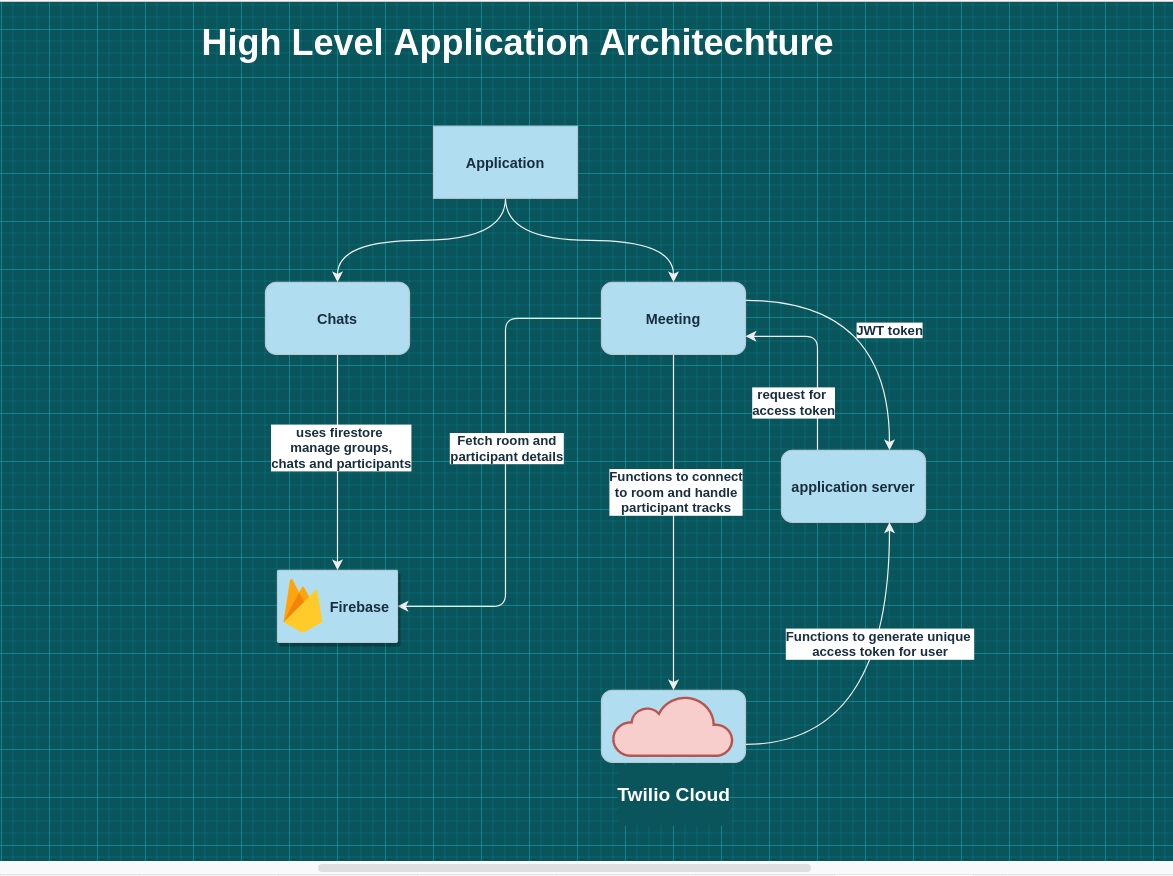 High Level Application Architechture
Application
Chats
Meeting
JWT token
request for
access token
uses firestore
manage groups,
chats and participants
Fetch room and
participant details
Functions to connect
to room and handle
participant tracks
application server
Firebase
Functions to generate unique
access token for user
Twilio Cloud